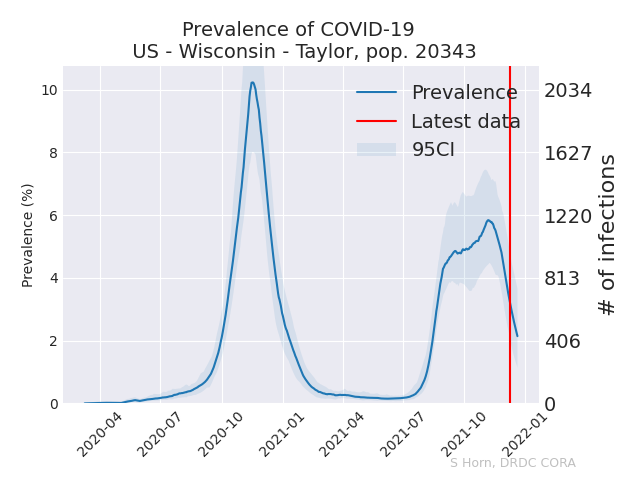 Prevalence of COVID-19
US - Wisconsin - Taylor, pop. 20343
Prevalence
Latest data
95CI
Prevalence (%)
10
8
6
4
2
0
2034
1627
1220
813
406
0
# of infections
2020-04
2020-07
2020-10
2021-01
2021-04
2021-07
2021-10
2022-01
S Horn, DRDC CORA